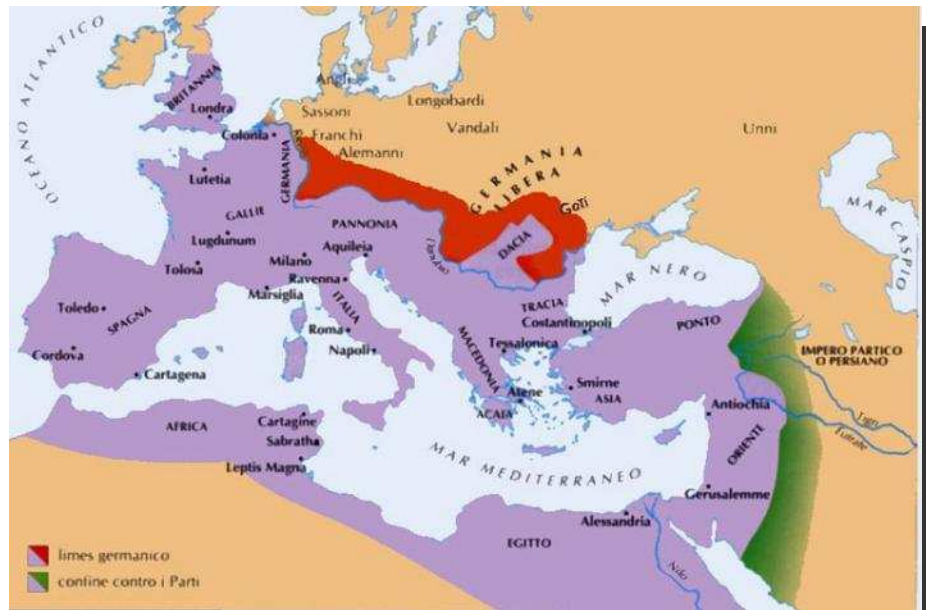 OCEANO ATLANTICO
BRITANNIA
Londra
Angli
Sassoni
Longobardi
Franchi
Vandali
Alemanni
Unni
Colonia
GERMANIA
GERMANIA
LIBERA
Goti
Lutetia
GALLIE
Lugdunum
Tolosa
PANNONIA
Aquileia
Milano
Ravenna
Marsiglia
ITALIA
Roma
Napoli
DACIA
MAR NERO
MAR CASPIO
Toledo
SPAGNA
Cordova
Cartagena
TRACIA
Costantinopoli
Tessalonica
MACEDONIA
Atene
ACAIA
Smirne
ASIA
PONTO
IMPERO PARTICO
O PERSIANO
Antiochia
Tigri
Eufrate
ORIENTE
AFRICA
Cartagine
Sabratha
Leptis Magna
MAR MEDITERRANEO
Gerusalemme
Alessandria
EGITTO
Nilo
limes germanico
confine contro i Parti